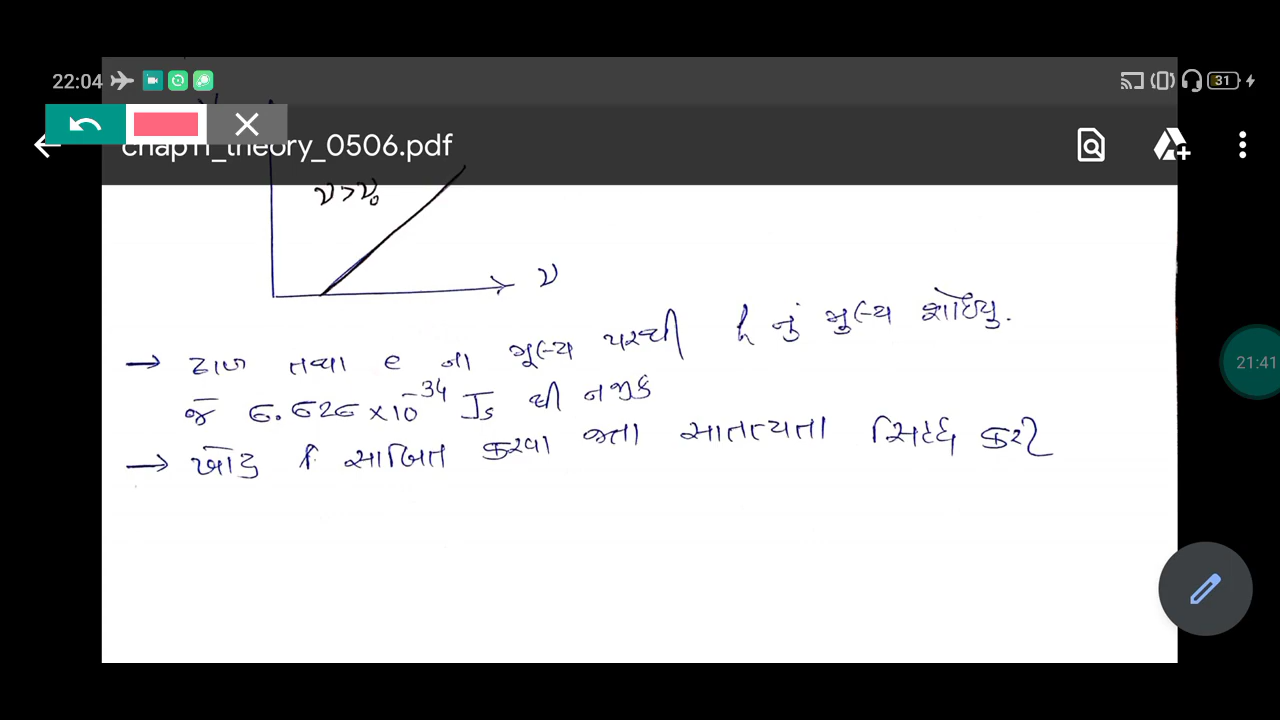 22:04
31
chap11_theory_0506.pdf
ν>ν₀
ν
21:41
→ ઢાળ તથા e ના મૂલ્ય પરથી h નું મુલ્ય શોધ્યુ.
જે 6.626×10⁻³⁴ Js થી નજીક
→ ખોટુ સાબિત કરવા જતા સાતત્યતા સિદ્ધ કરી